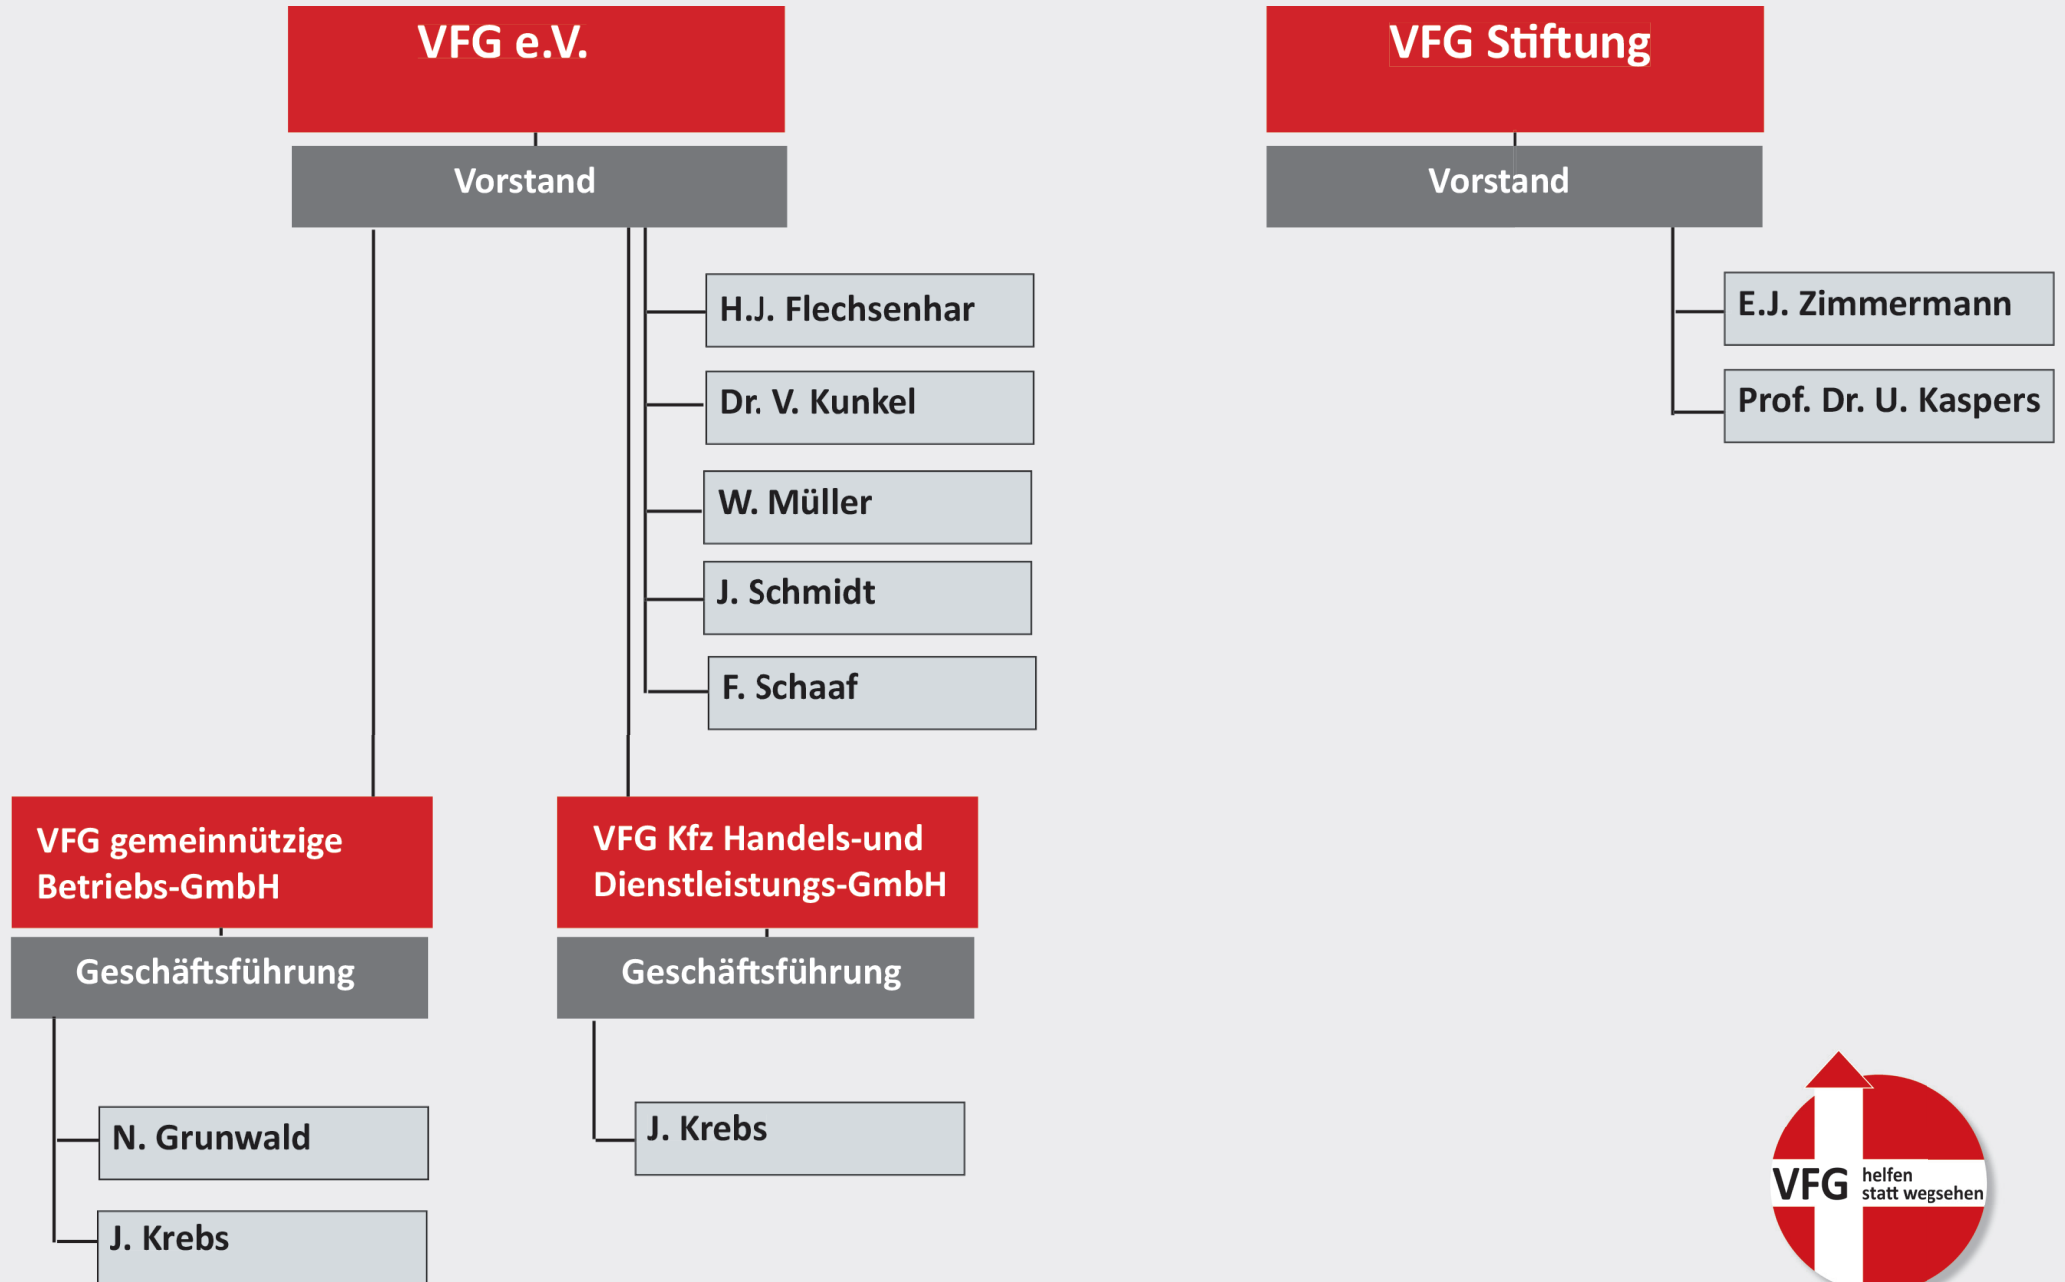 VFG e.V.
Vorstand
H.J. Flechsenhar
Dr. V. Kunkel
W. Müller
J. Schmidt
F. Schaaf
VFG gemeinnützige
Betriebs-GmbH
Geschäftsführung
N. Grunwald
J. Krebs
VFG Kfz Handels-und
Dienstleistungs-GmbH
Geschäftsführung
J. Krebs
VFG Stiftung
Vorstand
E.J. Zimmermann
Prof. Dr. U. Kaspers
VFG
helfen
statt wegsehen